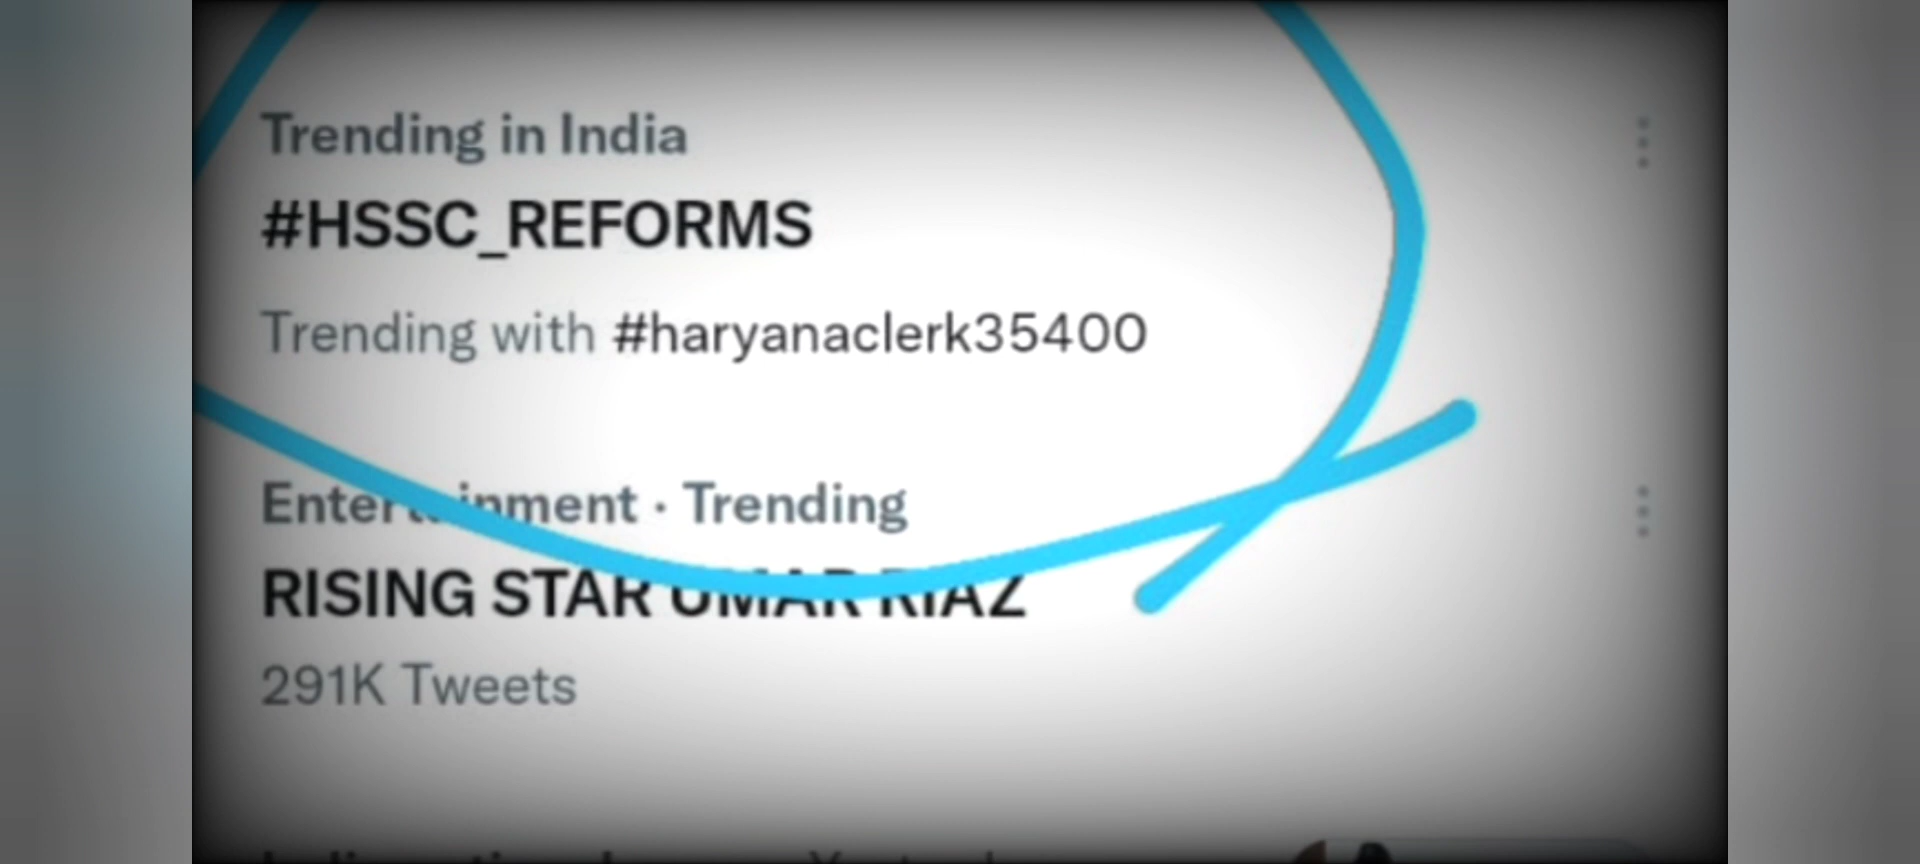 Trending in India
#HSSC_REFORMS
Trending with #haryanaclerk35400
Entertainment · Trending
RISING STAR UMAR RIAZ
291K Tweets